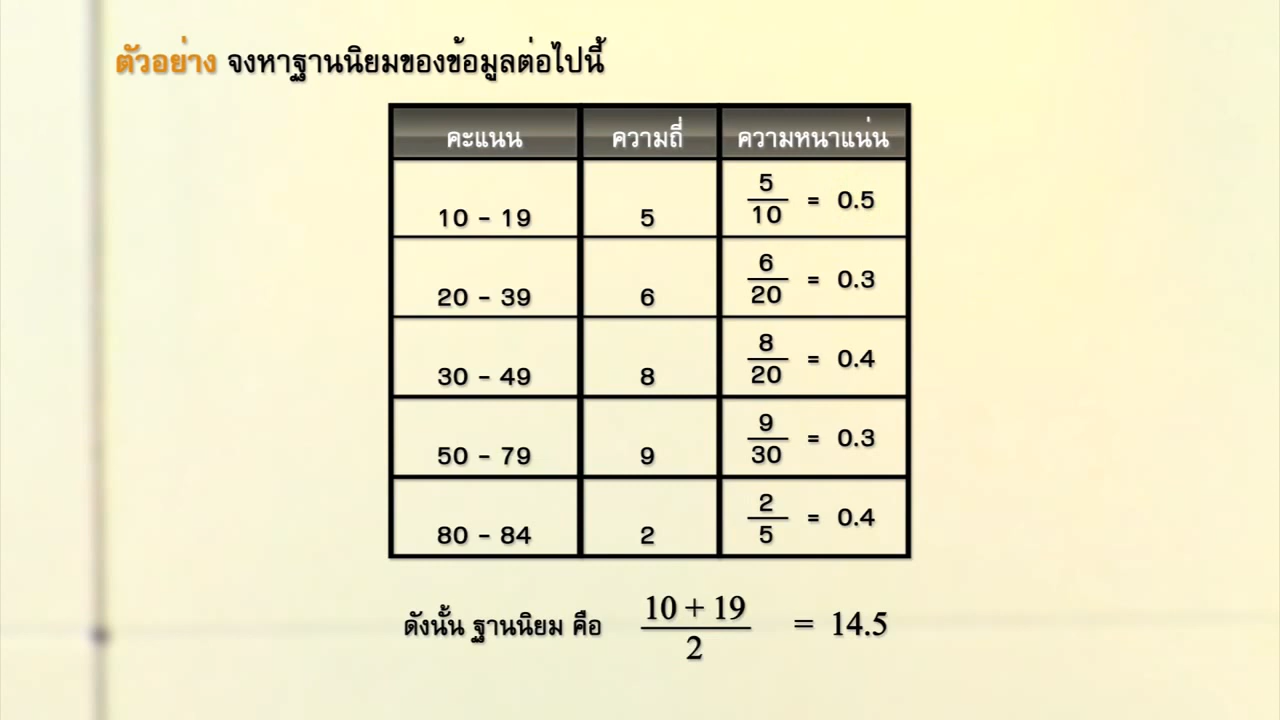 ตัวอย่าง จงหาฐานนิยมของข้อมูลต่อไปนี้
คะแนน ความถี่ ความหนาแน่น
10 - 19 5 5/10 = 0.5
20 - 39 6 6/20 = 0.3
30 - 49 8 8/20 = 0.4
50 - 79 9 9/30 = 0.3
80 - 84 2 2/5 = 0.4
ดังนั้น ฐานนิยม คือ (10 + 19)/2 = 14.5